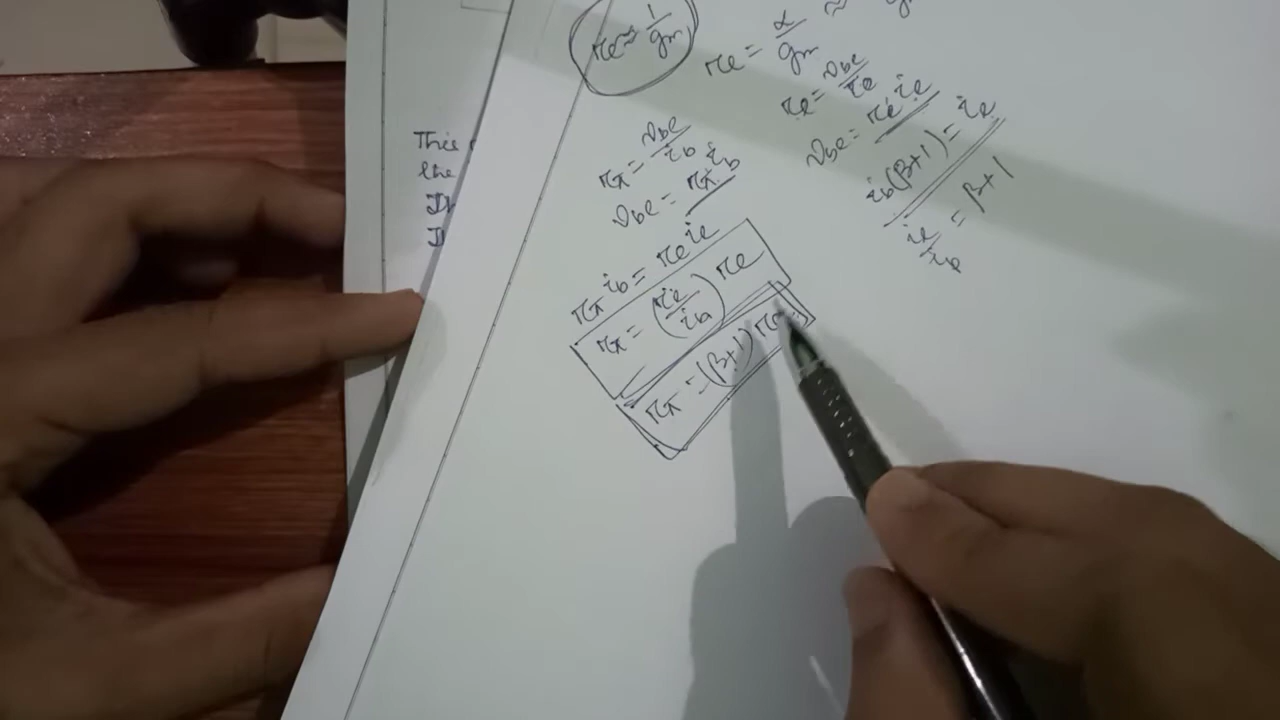 re ≈ 1/gm
re = α/gm ≈
re = vbe/ie
vbe = re ie
ib(β+1) = ie
ie/ib = β+1
rπ = vbe/ib
vbe = rπ ib
rπ ib = re ie
rπ = (ie/ib) re
rπ = (β+1) re
This
the